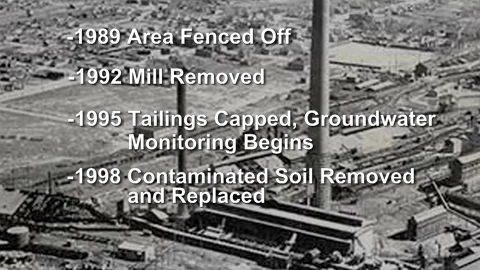 -1989 Area Fenced Off
-1992 Mill Removed
-1995 Tailings Capped, Groundwater
Monitoring Begins
-1998 Contaminated Soil Removed
and Replaced